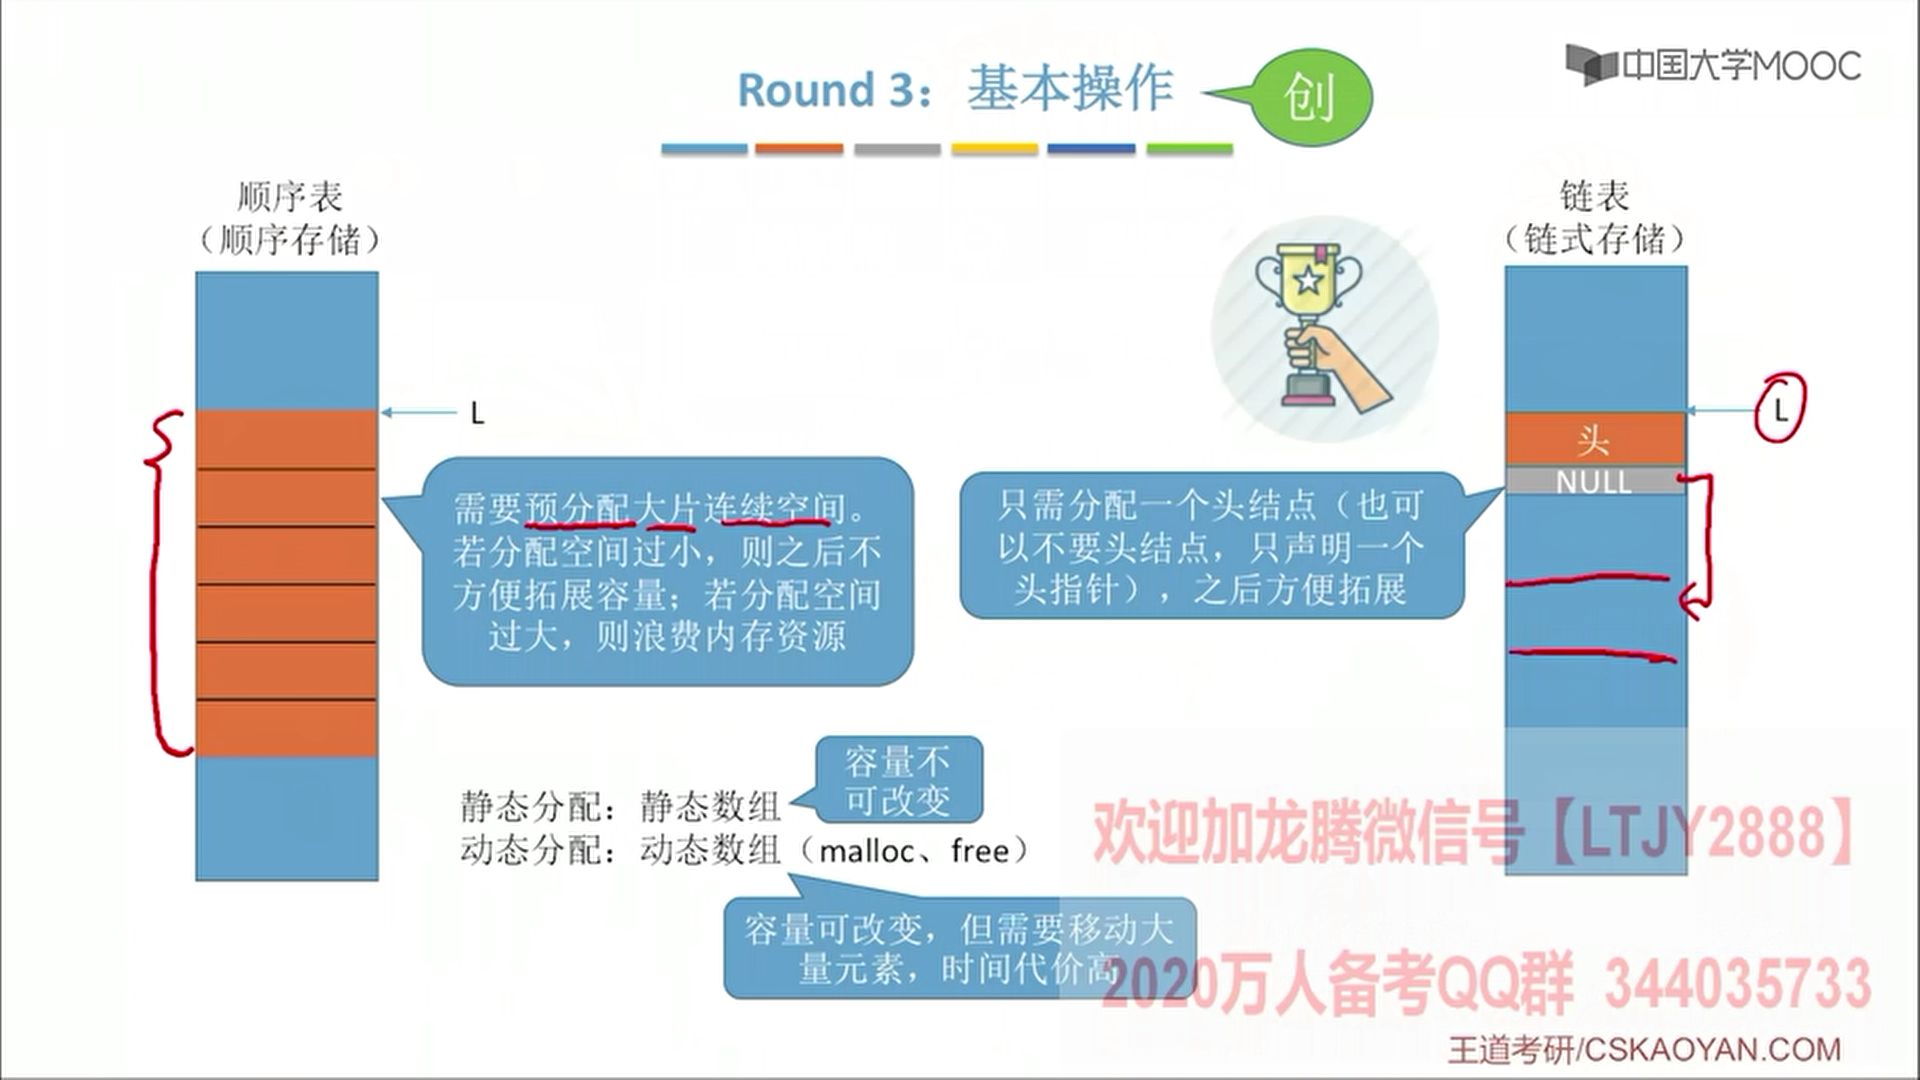 Round 3：基本操作
创
中国大学MOOC
顺序表
（顺序存储）
L
需要预分配大片连续空间。
若分配空间过小，则之后不
方便拓展容量；若分配空间
过大，则浪费内存资源
链表
（链式存储）
L
头
NULL
只需分配一个头结点（也可
以不要头结点，只声明一个
头指针），之后方便拓展
容量不
可改变
静态分配：静态数组
动态分配：动态数组（malloc、free）
容量可改变，但需要移动大
量元素，时间代价高
欢迎加龙腾微信号【LTJY2888】
2020万人备考QQ群 344035733
王道考研/CSKAOYAN.COM